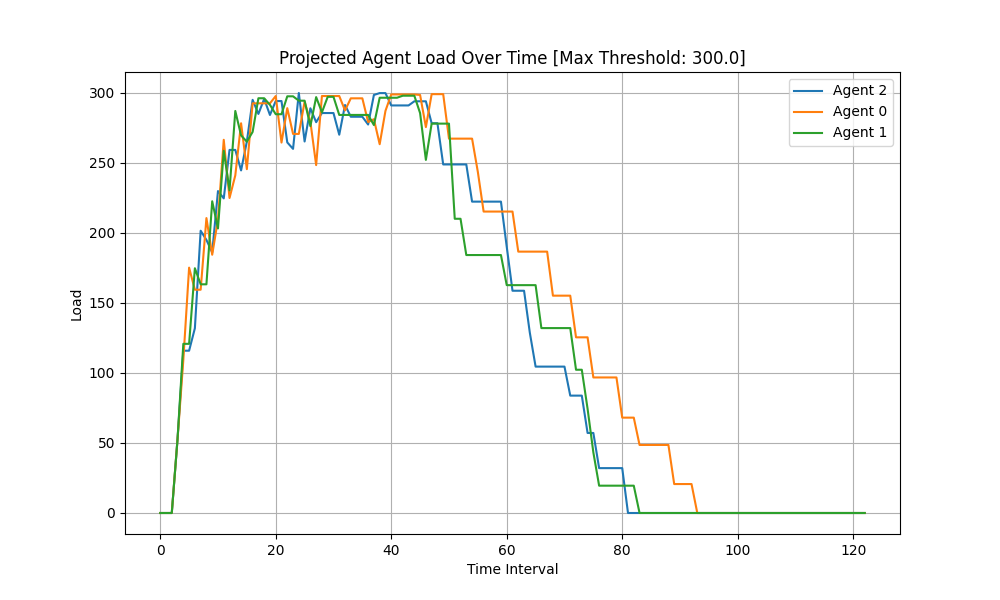 Projected Agent Load Over Time [Max Threshold: 300.0]
Agent 2
Agent 0
Agent 1
Load
300
250
200
150
100
50
0
0 20 40 60 80 100 120
Time Interval